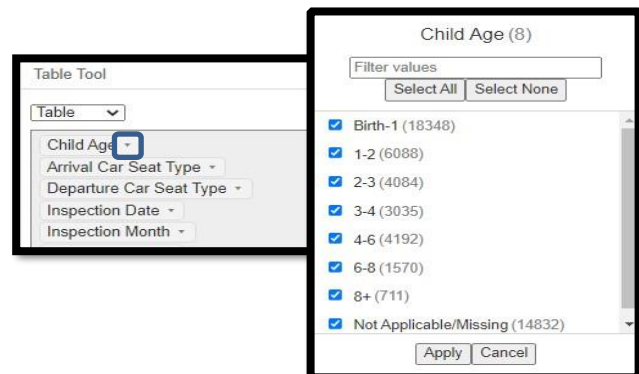 Table Tool
Table
Child Age
Arrival Car Seat Type
Departure Car Seat Type
Inspection Date
Inspection Month
Child Age (8)
Filter values
Select All Select None
Birth-1 (18348)
1-2 (6088)
2-3 (4084)
3-4 (3035)
4-6 (4192)
6-8 (1570)
8+ (711)
Not Applicable/Missing (14832)
Apply Cancel